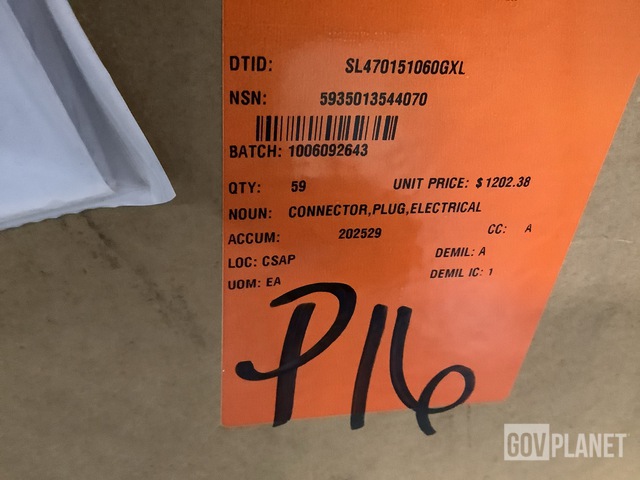 DTID: SL470151060GXL
NSN: 5935013544070
BATCH: 1006092643
QTY: 59 UNIT PRICE: $1202.38
NOUN: CONNECTOR,PLUG,ELECTRICAL
ACCUM: 202529 CC: A
LOC: CSAP DEMIL: A
UOM: EA DEMIL IC: 1
P16
GOVPLANET